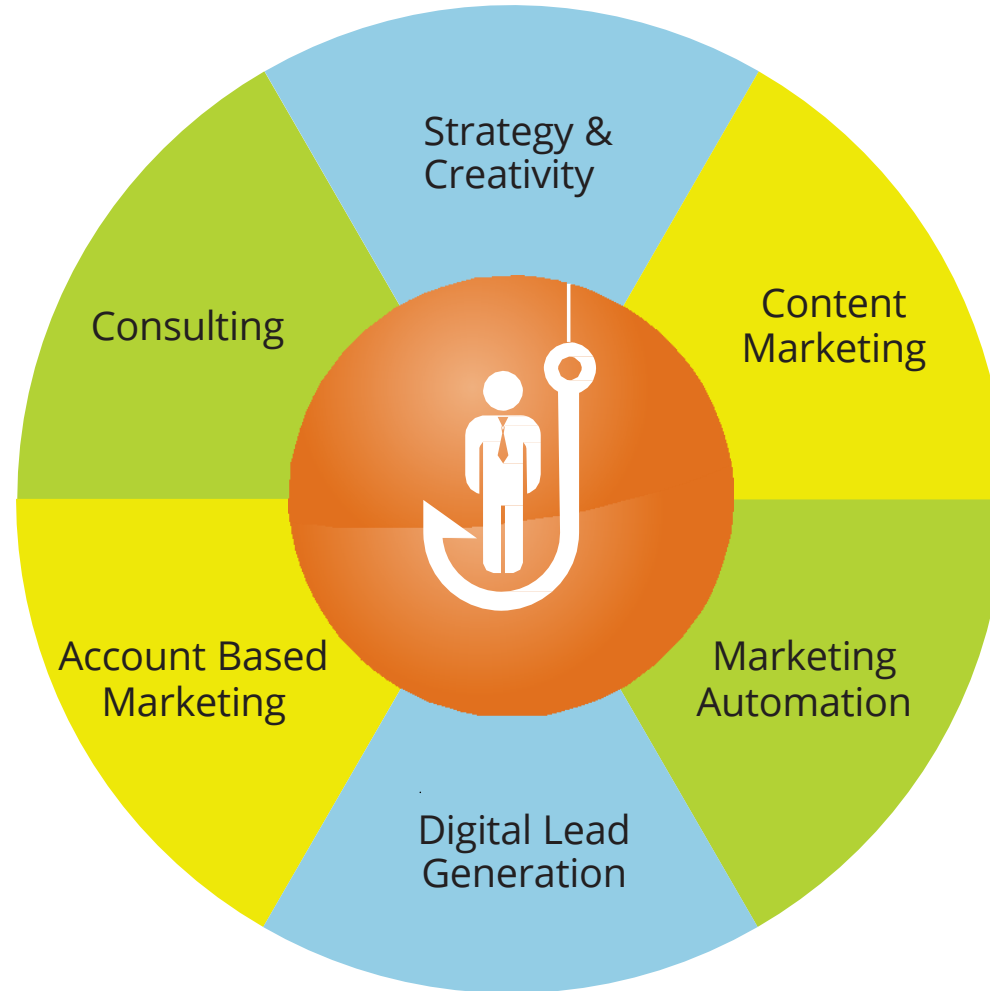 Strategy &
Creativity
Content
Marketing
Marketing
Automation
Digital Lead
Generation
Account Based
Marketing
Consulting